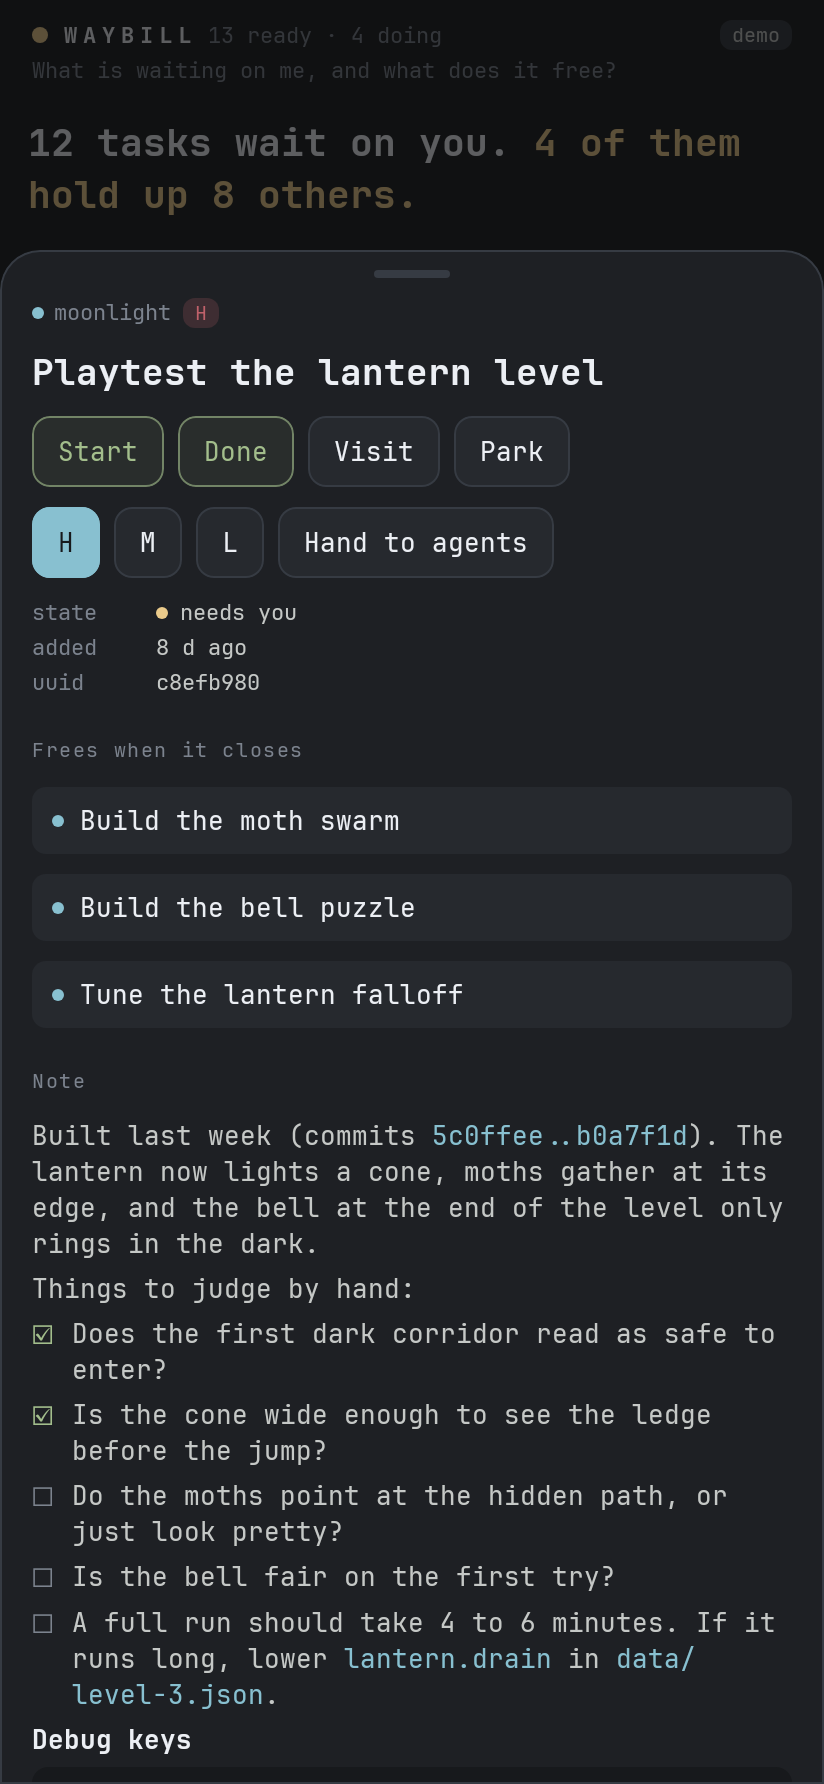 WAYBILL 13 ready · 4 doing demo
What is waiting on me, and what does it free?
12 tasks wait on you. 4 of them
hold up 8 others.
moonlight H
Playtest the lantern level
Start Done Visit Park
H M L Hand to agents
state needs you
added 8 d ago
uuid c8efb980
Frees when it closes
Build the moth swarm
Build the bell puzzle
Tune the lantern falloff
Note
Built last week (commits 5c0ffee..b0a7f1d). The
lantern now lights a cone, moths gather at its
edge, and the bell at the end of the level only
rings in the dark.
Things to judge by hand:
☑ Does the first dark corridor read as safe to
enter?
☑ Is the cone wide enough to see the ledge
before the jump?
☐ Do the moths point at the hidden path, or
just look pretty?
☐ Is the bell fair on the first try?
☐ A full run should take 4 to 6 minutes. If it
runs long, lower lantern.drain in data/
level-3.json.
Debug keys